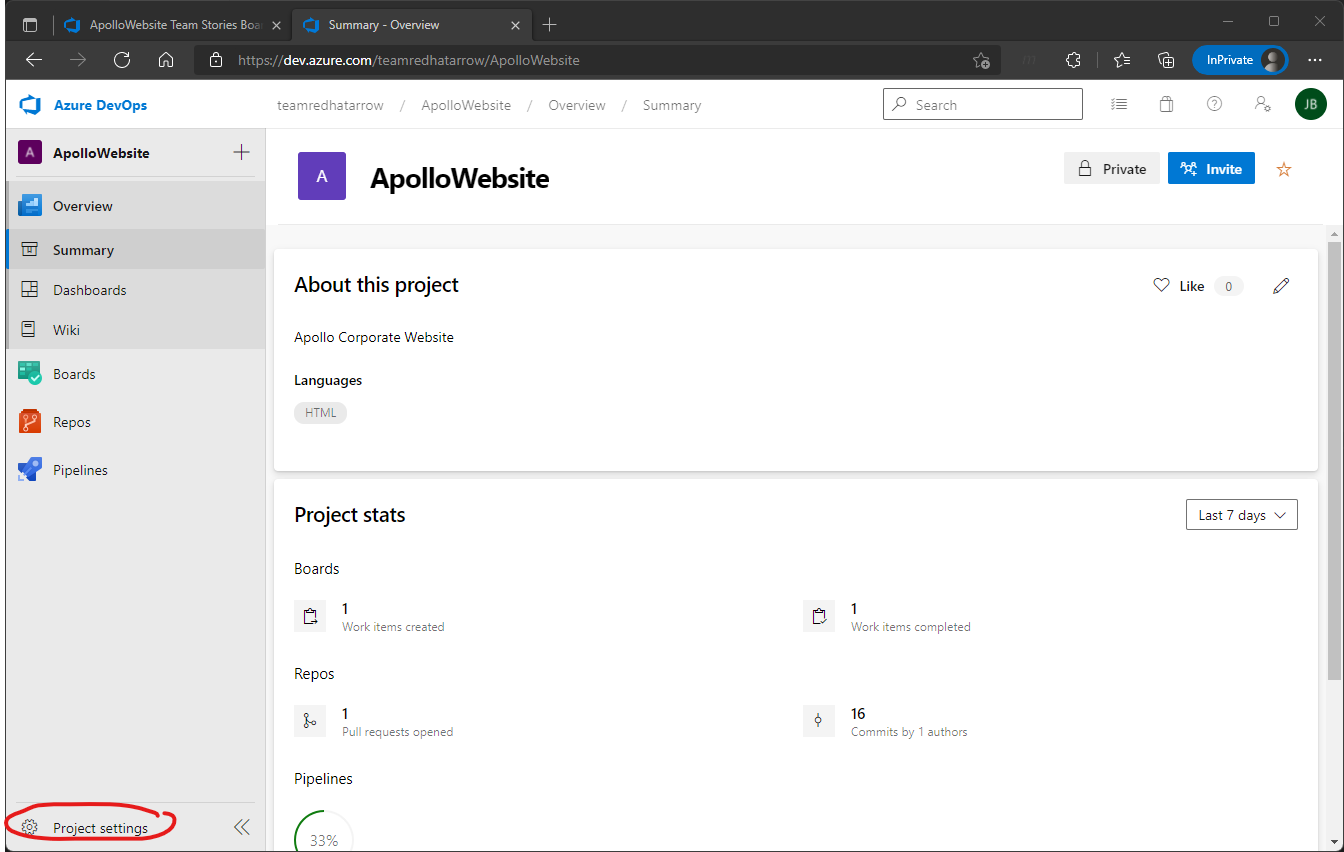 ApolloWebsite Team Stories Boa
Summary - Overview
https://dev.azure.com/teamredhatarrow/ApolloWebsite
InPrivate
Azure DevOps
teamredhatarrow / ApolloWebsite / Overview / Summary
Search
JB
A ApolloWebsite
Overview
Summary
Dashboards
Wiki
Boards
Repos
Pipelines
Project settings
A
ApolloWebsite
Private
Invite
About this project
Like 0
Apollo Corporate Website
Languages
HTML
Project stats
Last 7 days
Boards
1
Work items created
1
Work items completed
Repos
1
Pull requests opened
16
Commits by 1 authors
Pipelines
33%